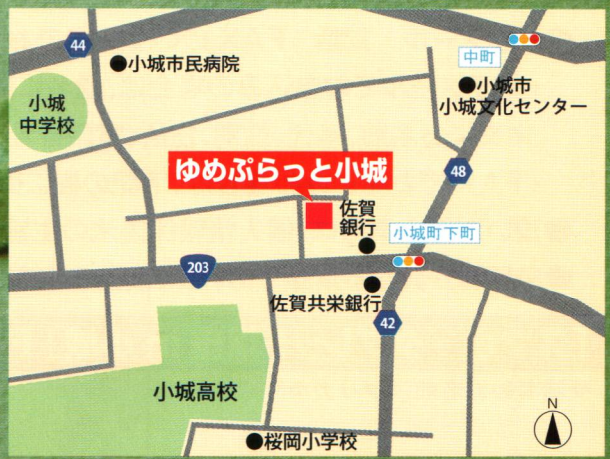 44
小城市民病院
中町
小城市
小城文化センター
小城
中学校
ゆめぷらっと小城
48
佐賀
銀行
小城町下町
203
佐賀共栄銀行
42
小城高校
桜岡小学校
N